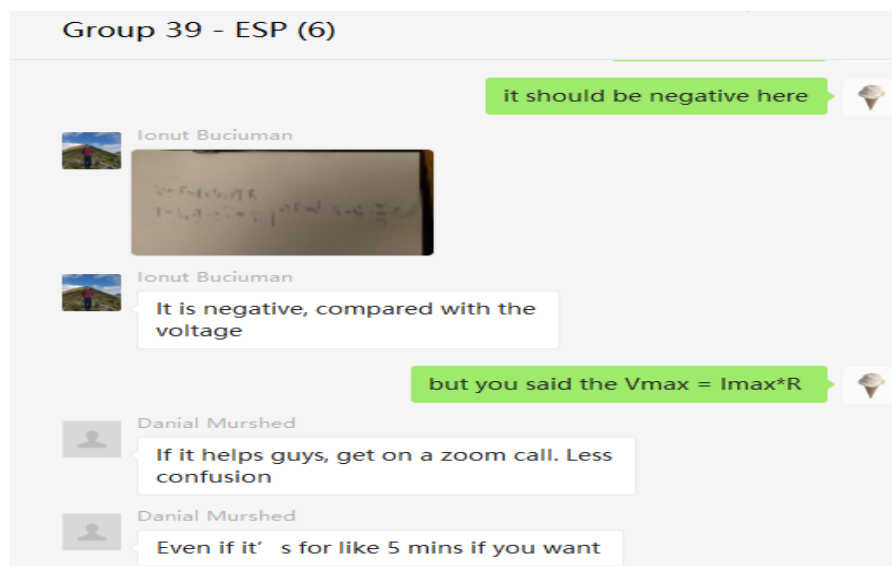 Group 39 - ESP (6)
it should be negative here
Ionut Buciuman
Ionut Buciuman
It is negative, compared with the
voltage
but you said the Vmax = Imax*R
Danial Murshed
If it helps guys, get on a zoom call. Less
confusion
Danial Murshed
Even if it’s for like 5 mins if you want